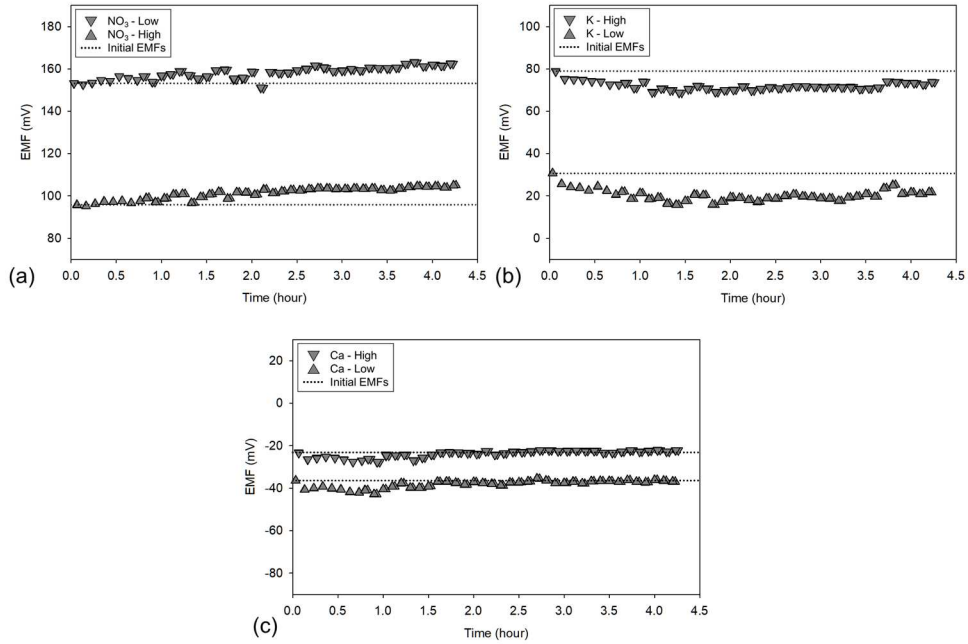 180
160
140
120
100
80
EMF (mV)
NO₃ - Low
NO₃ - High
Initial EMFs
0.0 0.5 1.0 1.5 2.0 2.5 3.0 3.5 4.0 4.5
Time (hour)
(a)
100
80
60
40
20
0
EMF (mV)
K - High
K - Low
Initial EMFs
0.0 0.5 1.0 1.5 2.0 2.5 3.0 3.5 4.0 4.5
Time (hour)
(b)
20
0
-20
-40
-60
-80
EMF (mV)
Ca - High
Ca - Low
Initial EMFs
0.0 0.5 1.0 1.5 2.0 2.5 3.0 3.5 4.0 4.5
Time (hour)
(c)